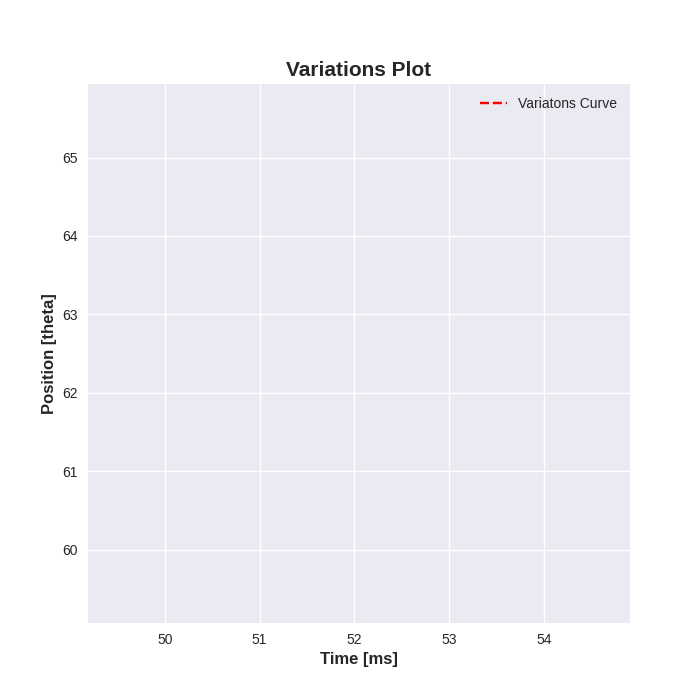 Variations Plot
Variatons Curve
65
64
63
62
61
60
Position [theta]
50 51 52 53 54
Time [ms]